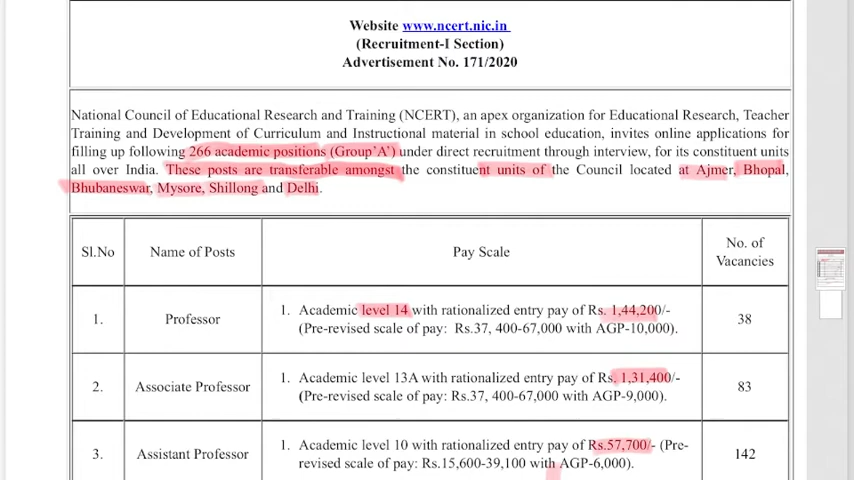 Website www.ncert.nic.in
(Recruitment-I Section)
Advertisement No. 171/2020
National Council of Educational Research and Training (NCERT), an apex organization for Educational Research, Teacher
Training and Development of Curriculum and Instructional material in school education, invites online applications for
filling up following 266 academic positions (Group'A') under direct recruitment through interview, for its constituent units
all over India. These posts are transferable amongst the constituent units of the Council located at Ajmer, Bhopal,
Bhubaneswar, Mysore, Shillong and Delhi.
Sl.No Name of Posts Pay Scale No. of
Vacancies
1. Professor 1. Academic level 14 with rationalized entry pay of Rs. 1,44,200/-
(Pre-revised scale of pay: Rs.37, 400-67,000 with AGP-10,000). 38
2. Associate Professor 1. Academic level 13A with rationalized entry pay of Rs. 1,31,400/-
(Pre-revised scale of pay: Rs.37, 400-67,000 with AGP-9,000). 83
3. Assistant Professor 1. Academic level 10 with rationalized entry pay of Rs.57,700/- (Pre-
revised scale of pay: Rs.15,600-39,100 with AGP-6,000). 142